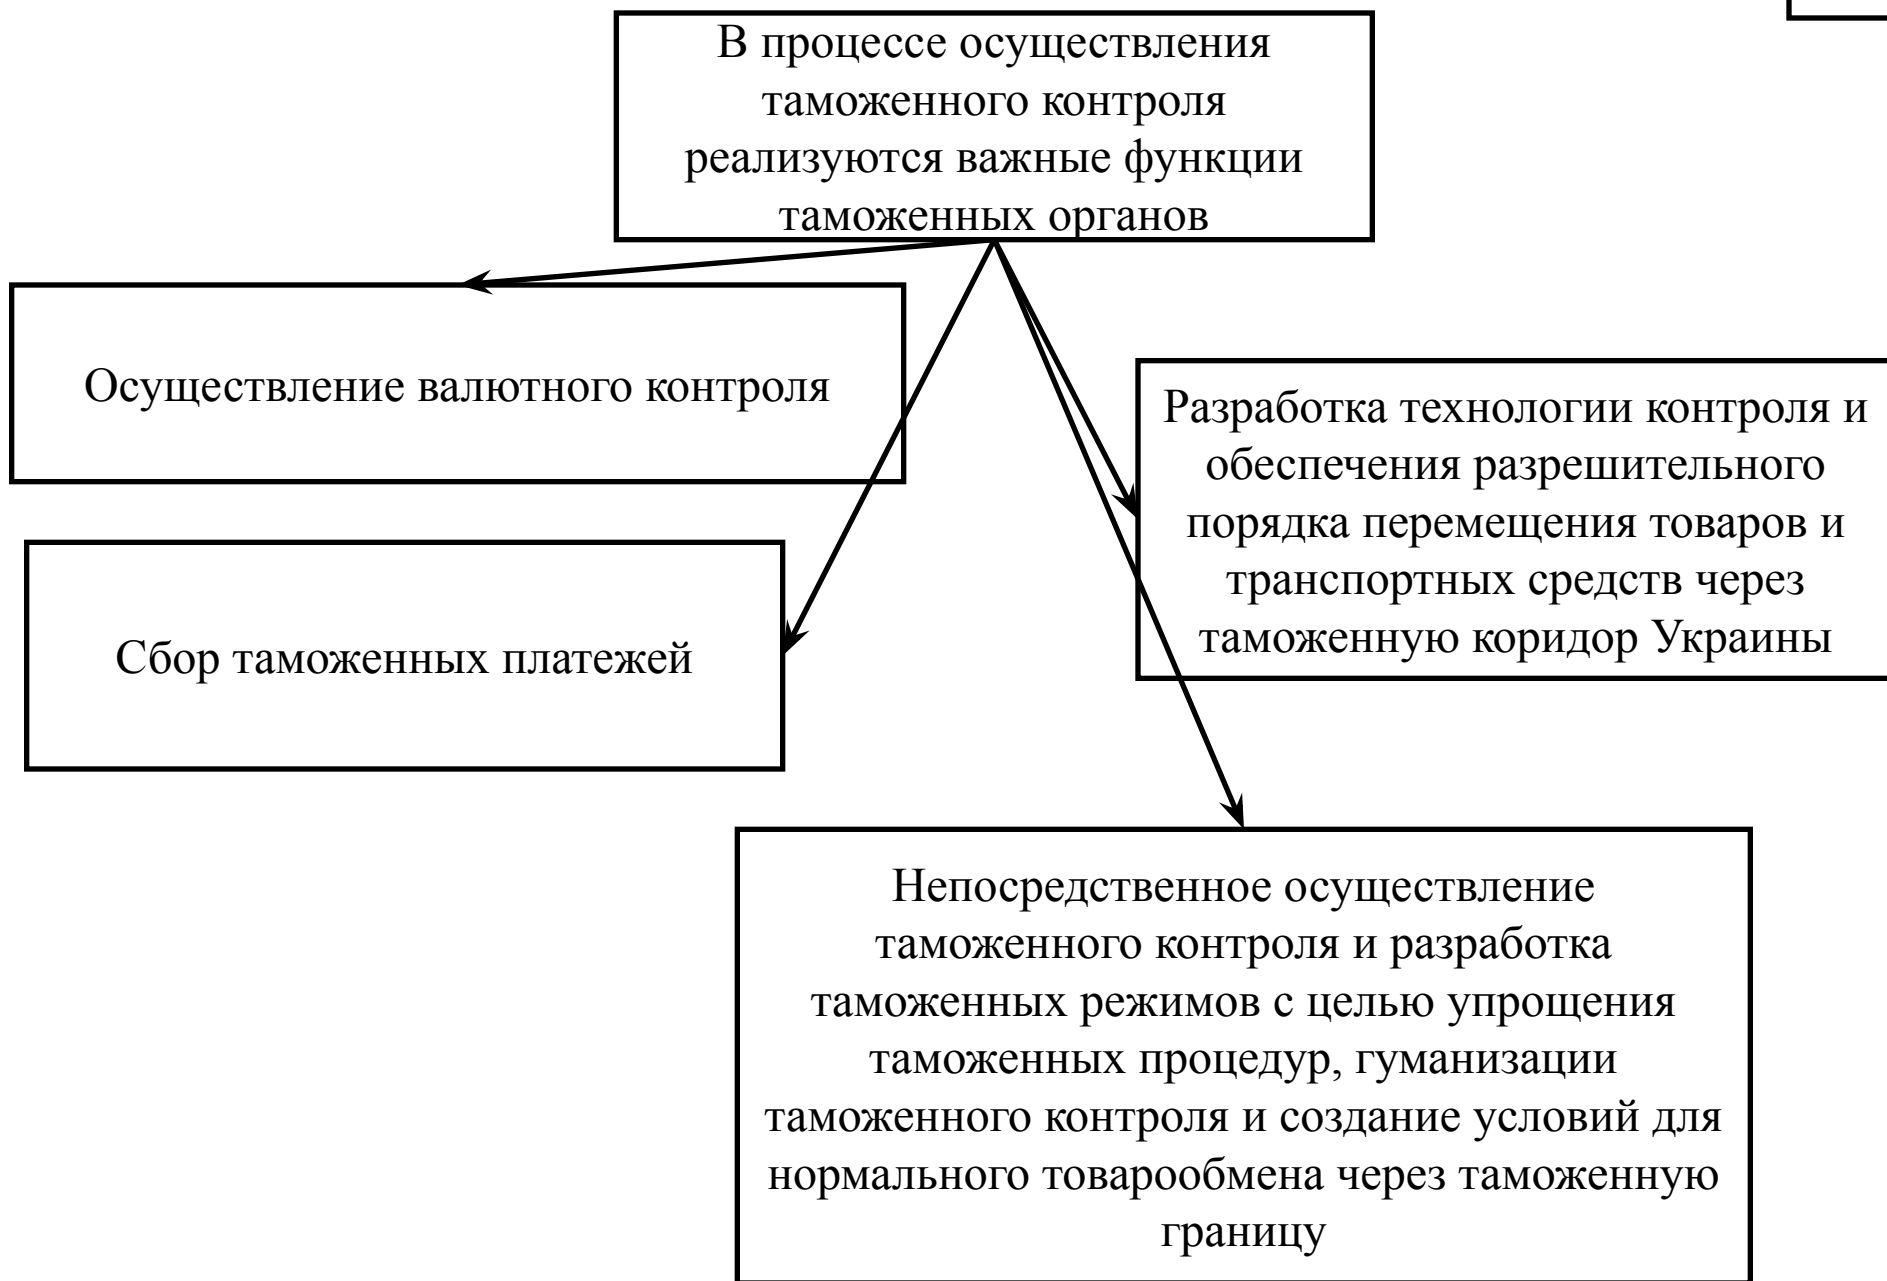 В процессе осуществления
таможенного контроля
реализуются важные функции
таможенных органов
Осуществление валютного контроля
Разработка технологии контроля и
обеспечения разрешительного
порядка перемещения товаров и
транспортных средств через
таможенную коридор Украины
Сбор таможенных платежей
Непосредственное осуществление
таможенного контроля и разработка
таможенных режимов с целью упрощения
таможенных процедур, гуманизации
таможенного контроля и создание условий для
нормального товарообмена через таможенную
границу